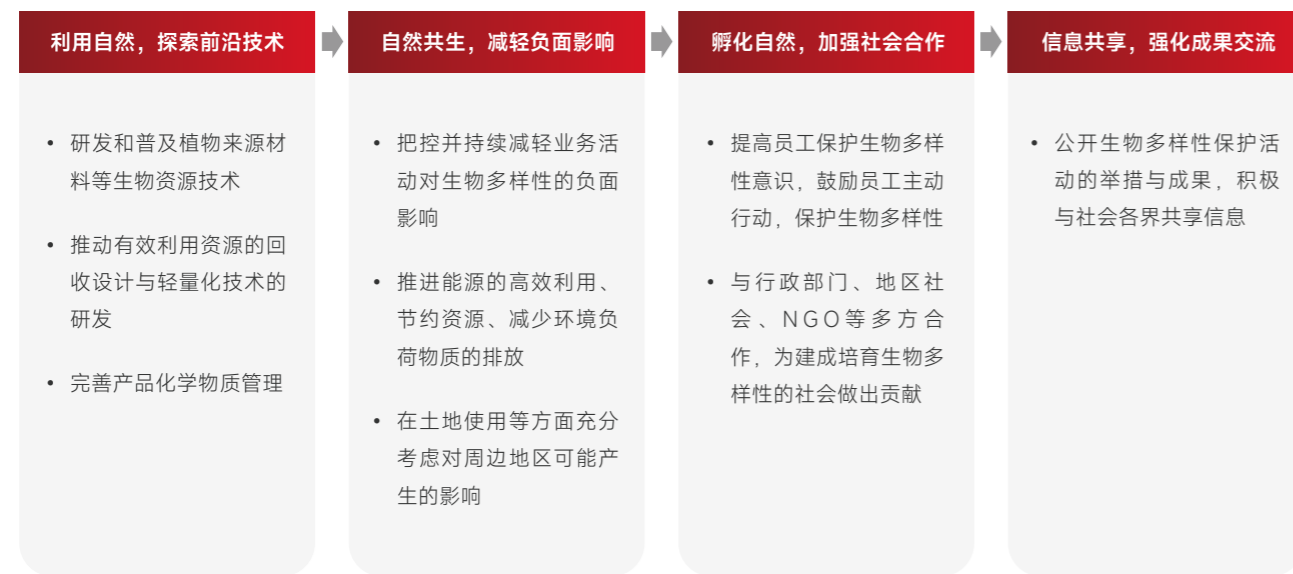 利用自然，探索前沿技术
• 研发和普及植物来源材
料等生物资源技术
• 推动有效利用资源的回
收设计与轻量化技术的
研发
• 完善产品化学物质管理
自然共生，减轻负面影响
• 把控并持续减轻业务活
动对生物多样性的负面
影响
• 推进能源的高效利用、
节约资源、减少环境负
荷物质的排放
• 在土地使用等方面充分
考虑对周边地区可能产
生的影响
孵化自然，加强社会合作
• 提高员工保护生物多样
性意识，鼓励员工主动
行动，保护生物多样性
• 与行政部门、地区社
会、NGO等多方合
作，为建成培育生物多
样性的社会做出贡献
信息共享，强化成果交流
• 公开生物多样性保护活
动的举措与成果，积极
与社会各界共享信息